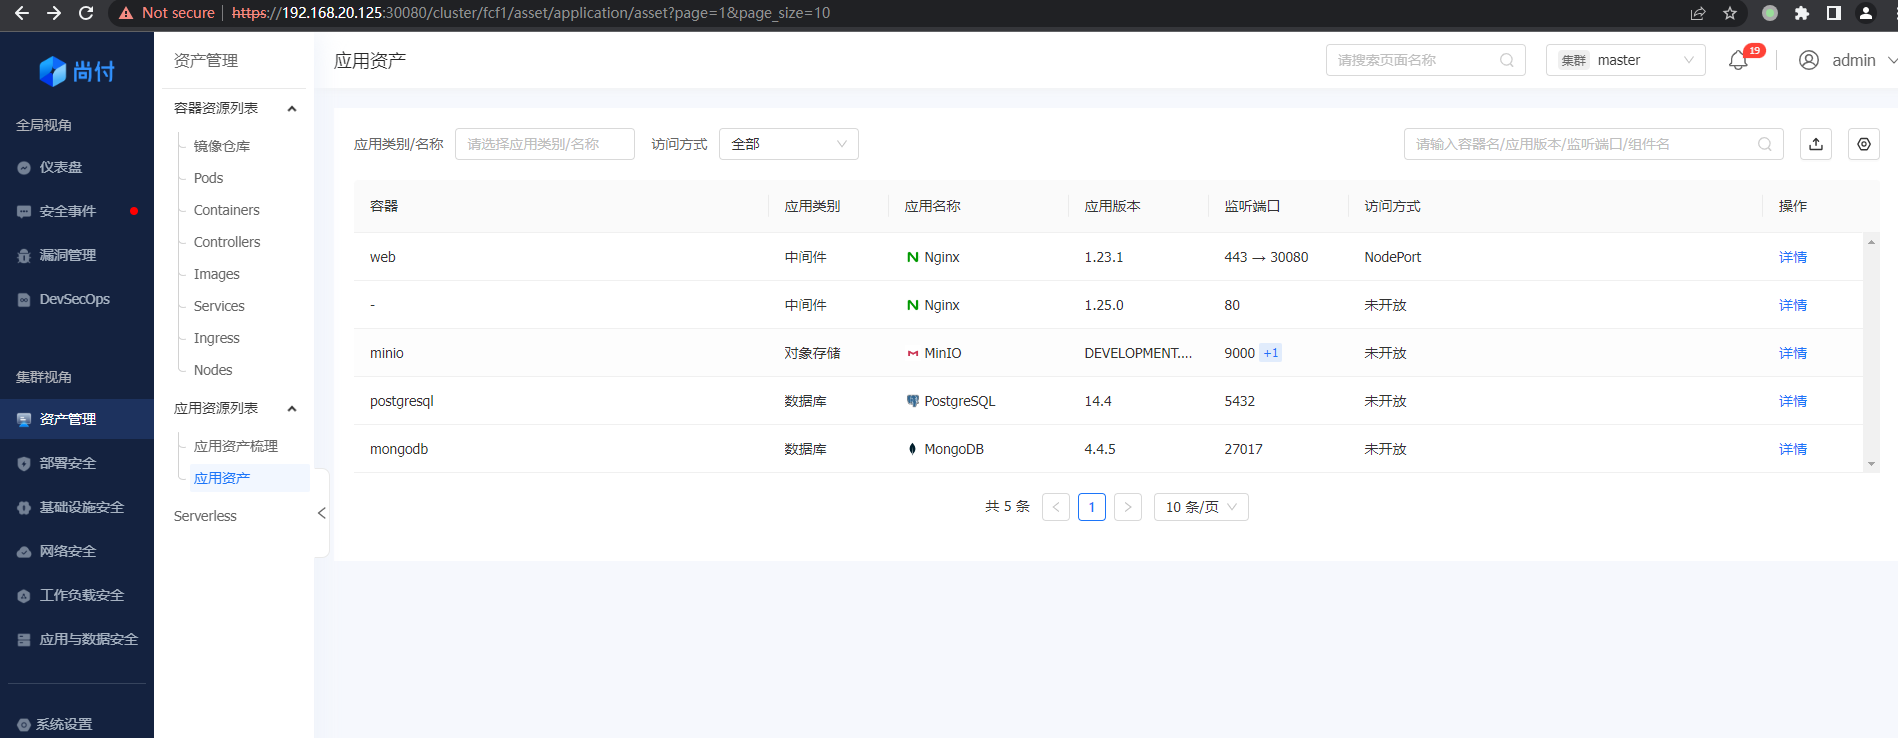 Not secure https://192.168.20.125:30080/cluster/fcf1/asset/application/asset?page=1&page_size=10
尚付
全局视角
仪表盘
安全事件
漏洞管理
DevSecOps
集群视角
资产管理
部署安全
基础设施安全
网络安全
工作负载安全
应用与数据安全
系统设置
资产管理
容器资源列表
镜像仓库
Pods
Containers
Controllers
Images
Services
Ingress
Nodes
应用资源列表
应用资产梳理
应用资产
Serverless
应用资产
请搜索页面名称
集群 master
19
admin
应用类别/名称 请选择应用类别/名称 访问方式 全部
请输入容器名/应用版本/监听端口/组件名
容器 应用类别 应用名称 应用版本 监听端口 访问方式 操作
web 中间件 Nginx 1.23.1 443 → 30080 NodePort 详情
- 中间件 Nginx 1.25.0 80 未开放 详情
minio 对象存储 MinIO DEVELOPMENT.... 9000 +1 未开放 详情
postgresql 数据库 PostgreSQL 14.4 5432 未开放 详情
mongodb 数据库 MongoDB 4.4.5 27017 未开放 详情
共 5 条 < 1 > 10 条/页